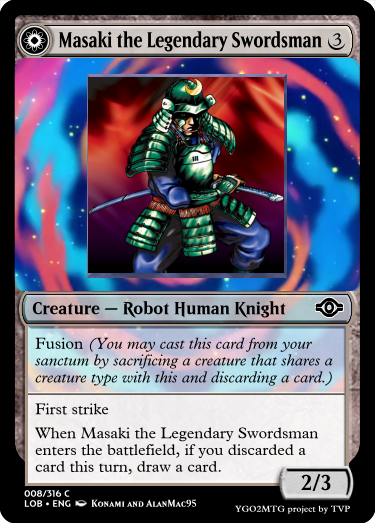 Masaki the Legendary Swordsman 3
Creature — Robot Human Knight
Fusion (You may cast this card from your
sanctum by sacrificing a creature that shares a
creature type with this and discarding a card.)
First strike
When Masaki the Legendary Swordsman
enters the battlefield, if you discarded a
card this turn, draw a card.
2/3
008/316 C
LOB • ENG Konami and AlanMac95
YGO2MTG project by TVP